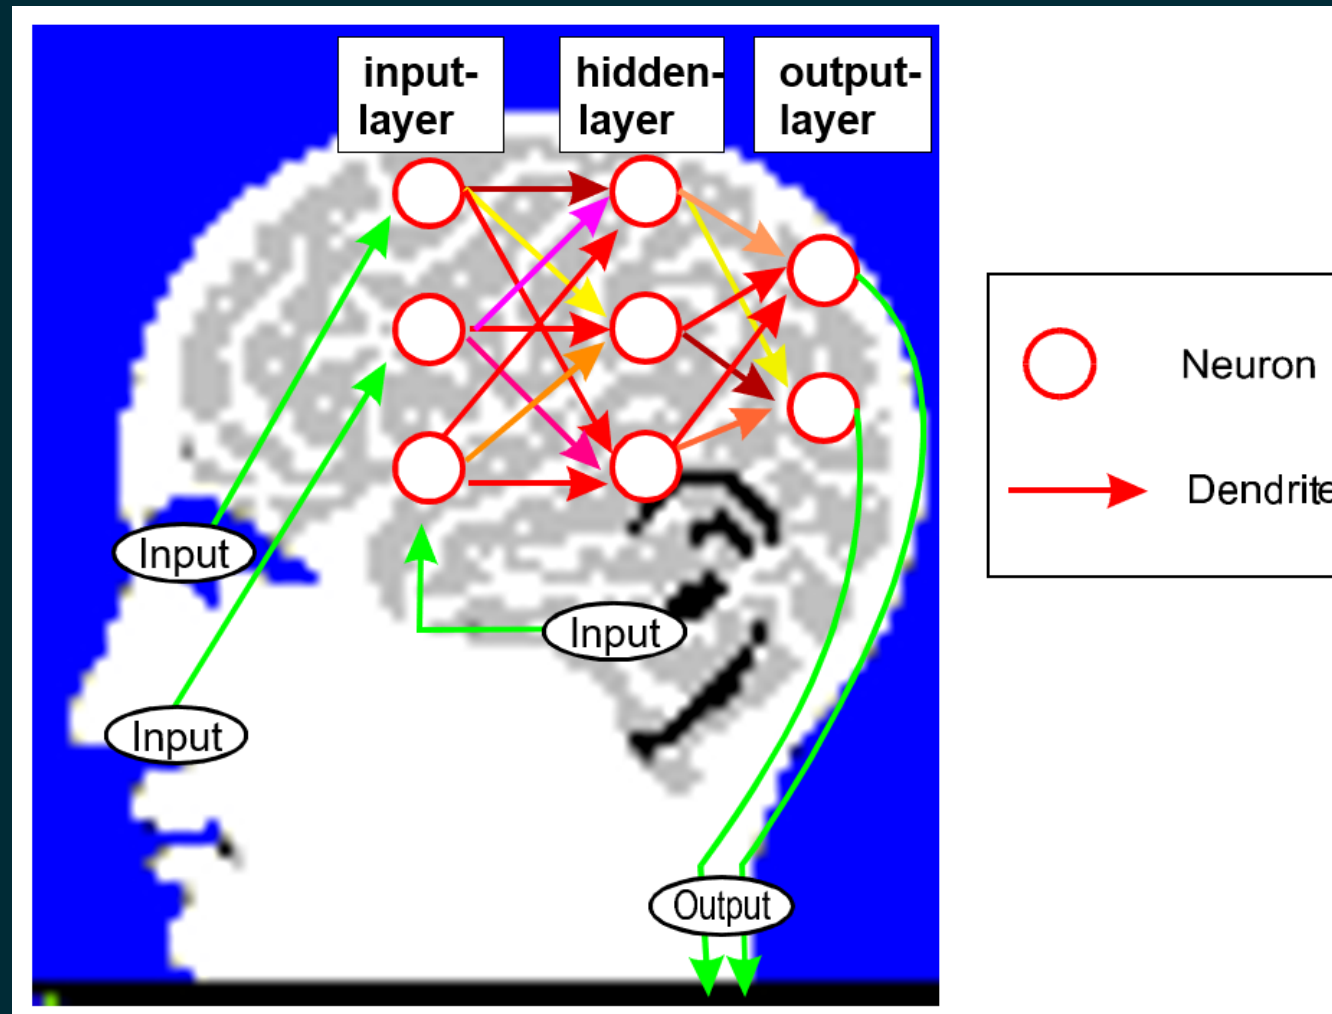 input-
layer
hidden-
layer
output-
layer
Neuron
Dendrite
Input
Input
Input
Output